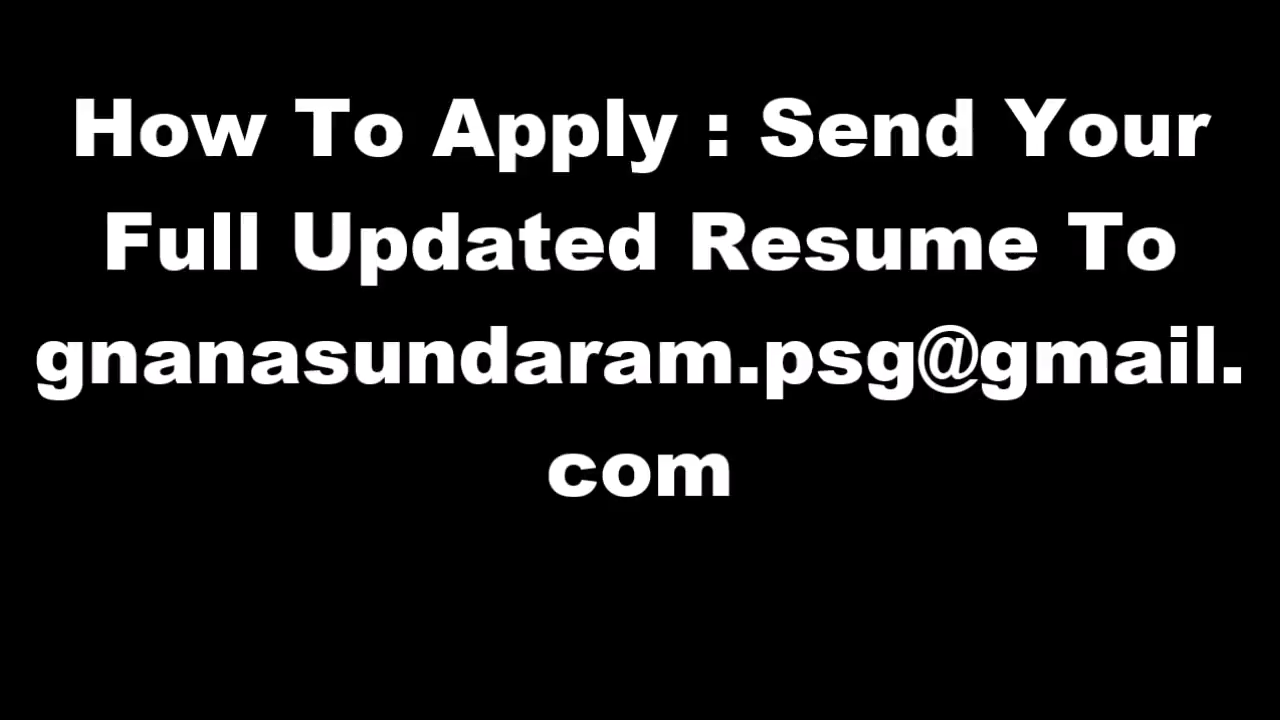 How To Apply : Send Your
Full Updated Resume To
gnanasundaram.psg@gmail.
com